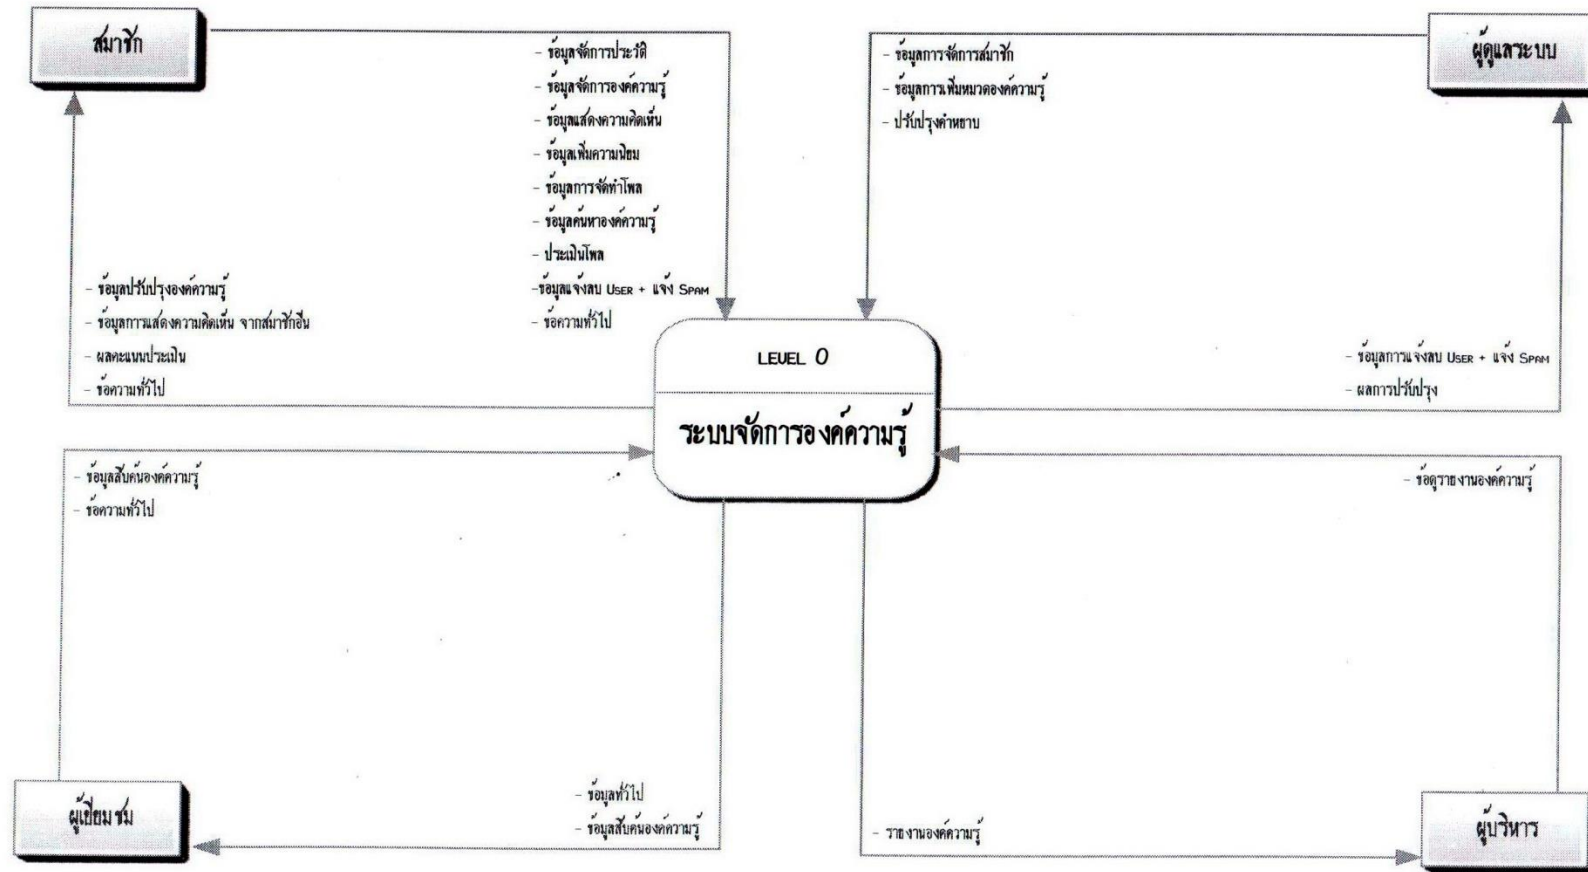 สมาชิก
- ข้อมูลจัดการประวัติ
- ข้อมูลจัดการองค์ความรู้
- ข้อมูลแสดงความคิดเห็น
- ข้อมูลเพิ่มความนิยม
- ข้อมูลการจัดทำโพล
- ข้อมูลค้นหาองค์ความรู้
- ประเมินโพล
-ข้อมูลแจ้งลบ USER + แจ้ง SPAM
- ข้อความทั่วไป
- ข้อมูลการจัดการสมาชิก
- ข้อมูลการเพิ่มหมวดองค์ความรู้
- ปรับปรุงคำหยาบ
ผู้ดูแลระบบ
- ข้อมูลปรับปรุงองค์ความรู้
- ข้อมูลการแสดงความคิดเห็น จากสมาชิกอื่น
- ผลคะแนนประเมิน
- ข้อความทั่วไป
LEVEL 0
ระบบจัดการองค์ความรู้
- ข้อมูลการแจ้งลบ USER + แจ้ง SPAM
- ผลการปรับปรุง
- ข้อมูลสืบค้นองค์ความรู้
- ข้อความทั่วไป
- ขอดูรายงานองค์ความรู้
ผู้เยี่ยมชม
- ข้อมูลทั่วไป
- ข้อมูลสืบค้นองค์ความรู้
- รายงานองค์ความรู้
ผู้บริหาร